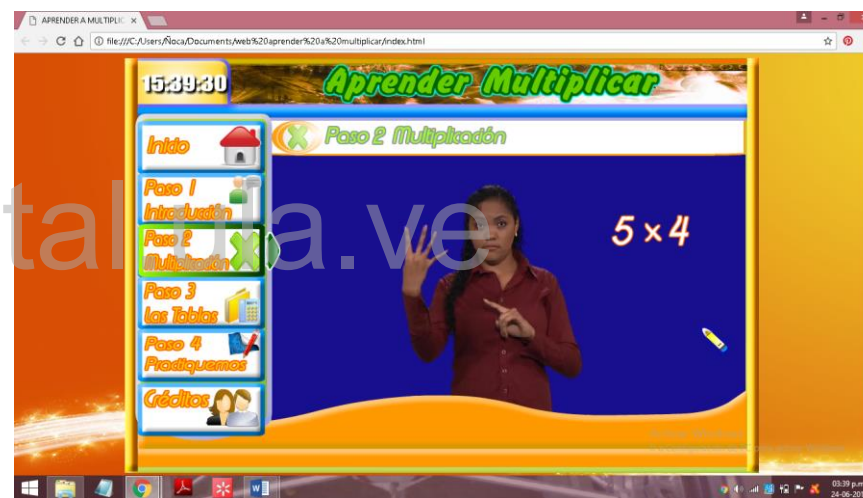 APRENDER A MULTIPLIC
file:///C:/Users/Ñoca/Documents/web%20aprender%20a%20multiplicar/index.html
15:39:30
Aprender Multiplicar
Inicio
Paso 1
Introducción
Paso 2
Multiplicación
Paso 3
Las Tablas
Paso 4
Practiquemos
Créditos
Paso 2 Multiplicación
5 × 4
tal.ula.ve
03:39 p.m.